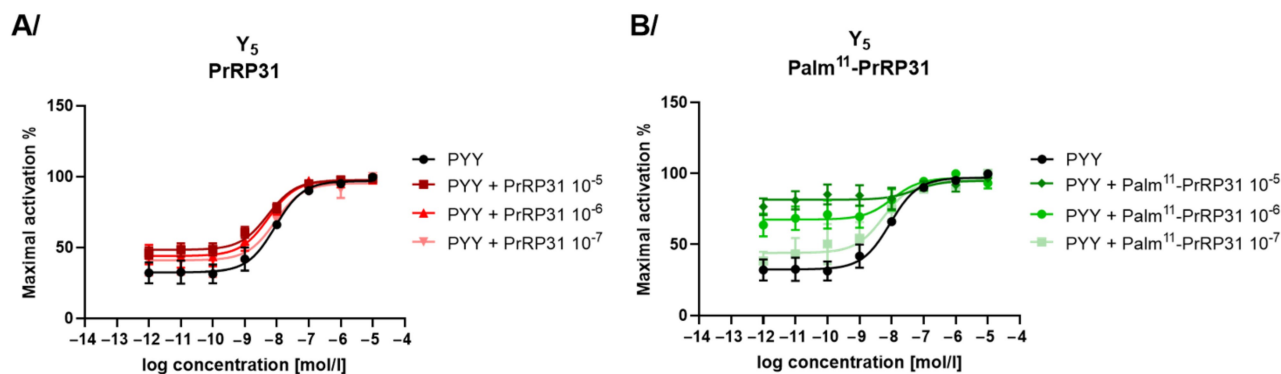 A/
Y₅
PrRP31
Maximal activation %
150
100
50
0
−14 −13 −12 −11 −10 −9 −8 −7 −6 −5 −4
log concentration [mol/l]
PYY
PYY + PrRP31 10⁻⁵
PYY + PrRP31 10⁻⁶
PYY + PrRP31 10⁻⁷
B/
Y₅
Palm¹¹-PrRP31
Maximal activation %
150
100
50
0
−14 −13 −12 −11 −10 −9 −8 −7 −6 −5 −4
log concentration [mol/l]
PYY
PYY + Palm¹¹-PrRP31 10⁻⁵
PYY + Palm¹¹-PrRP31 10⁻⁶
PYY + Palm¹¹-PrRP31 10⁻⁷